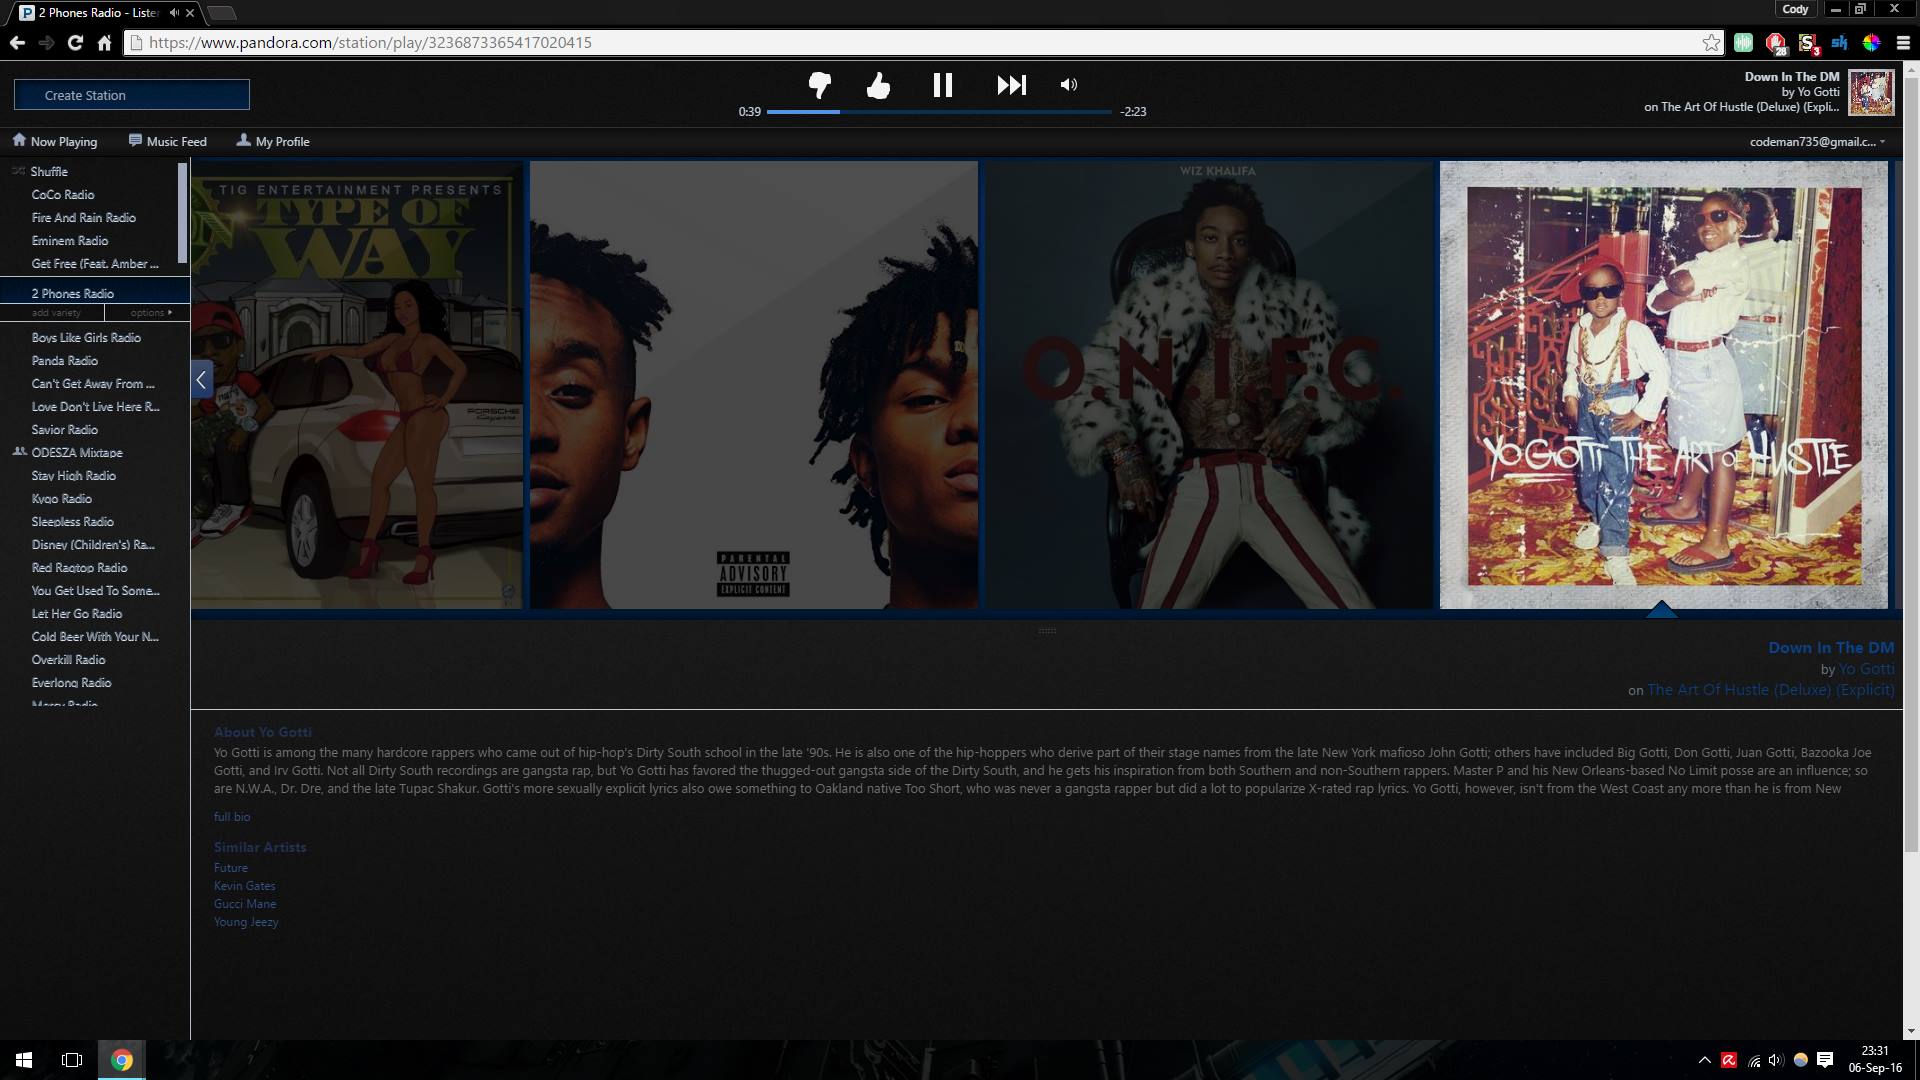 2 Phones Radio - Lister
Cody
https://www.pandora.com/station/play/3236873365417020415
28
S
3
sk
Create Station
0:39
-2:23
Down In The DM
by Yo Gotti
on The Art Of Hustle (Deluxe) (Expli...
Now Playing
Music Feed
My Profile
codeman735@gmail.c...
Shuffle
CoCo Radio
Fire And Rain Radio
Eminem Radio
Get Free (Feat. Amber ...
2 Phones Radio
add variety
options
Boys Like Girls Radio
Panda Radio
Can't Get Away From ...
Love Don't Live Here R...
Savior Radio
ODESZA Mixtape
Stay High Radio
Kygo Radio
Sleepless Radio
Disney (Children's) Ra...
Red Ragtop Radio
You Get Used To Some...
Let Her Go Radio
Cold Beer With Your N...
Overkill Radio
Everlong Radio
Mercy Radio
TIG ENTERTAINMENT PRESENTS
TYPE OF
WAY
PORSCHE
PARENTAL
ADVISORY
EXPLICIT CONTENT
WIZ KHALIFA
O.N.I.F.C.
YO GOTTI THE ART OF HUSTLE
Down In The DM
by Yo Gotti
on The Art Of Hustle (Deluxe) (Explicit)
About Yo Gotti
Yo Gotti is among the many hardcore rappers who came out of hip-hop's Dirty South school in the late '90s. He is also one of the hip-hoppers who derive part of their stage names from the late New York mafioso John Gotti; others have included Big Gotti, Don Gotti, Juan Gotti, Bazooka Joe
Gotti, and Irv Gotti. Not all Dirty South recordings are gangsta rap, but Yo Gotti has favored the thugged-out gangsta side of the Dirty South, and he gets his inspiration from both Southern and non-Southern rappers. Master P and his New Orleans-based No Limit posse are an influence; so
are N.W.A., Dr. Dre, and the late Tupac Shakur. Gotti's more sexually explicit lyrics also owe something to Oakland native Too Short, who was never a gangsta rapper but did a lot to popularize X-rated rap lyrics. Yo Gotti, however, isn't from the West Coast any more than he is from New
full bio
Similar Artists
Future
Kevin Gates
Gucci Mane
Young Jeezy
23:31
06-Sep-16